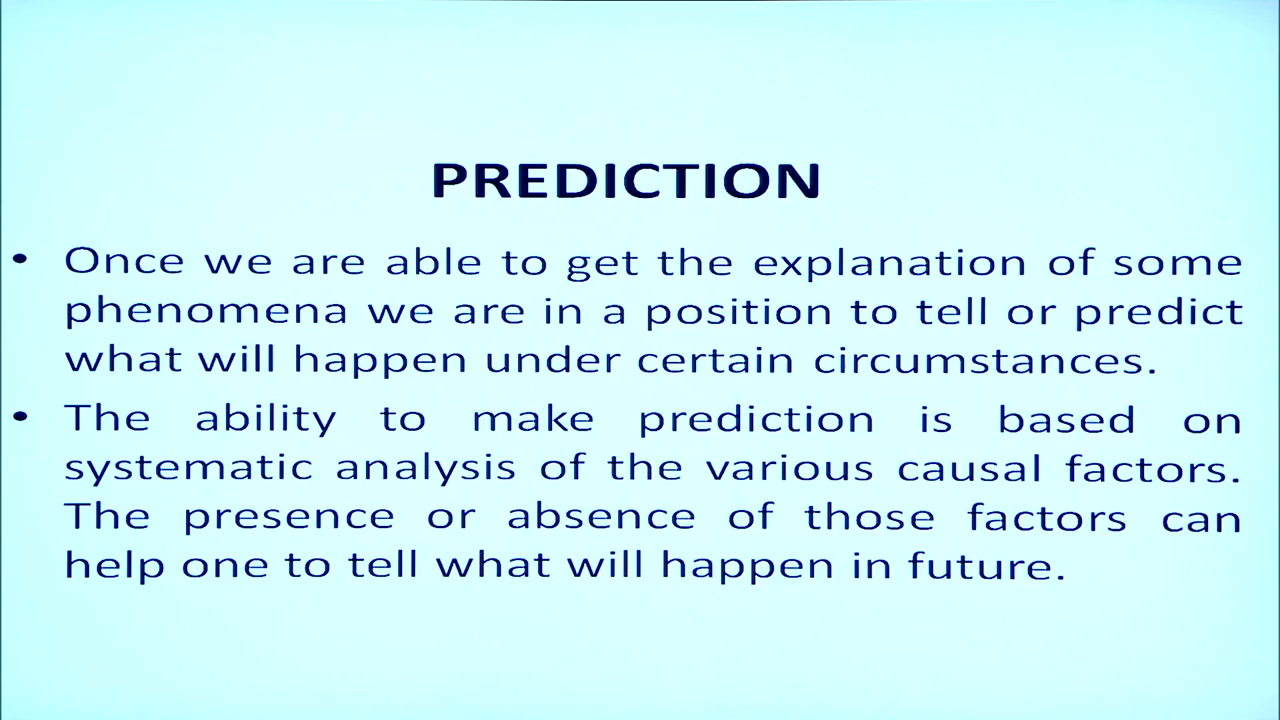 PREDICTION
• Once we are able to get the explanation of some
phenomena we are in a position to tell or predict
what will happen under certain circumstances.
• The ability to make prediction is based on
systematic analysis of the various causal factors.
The presence or absence of those factors can
help one to tell what will happen in future.